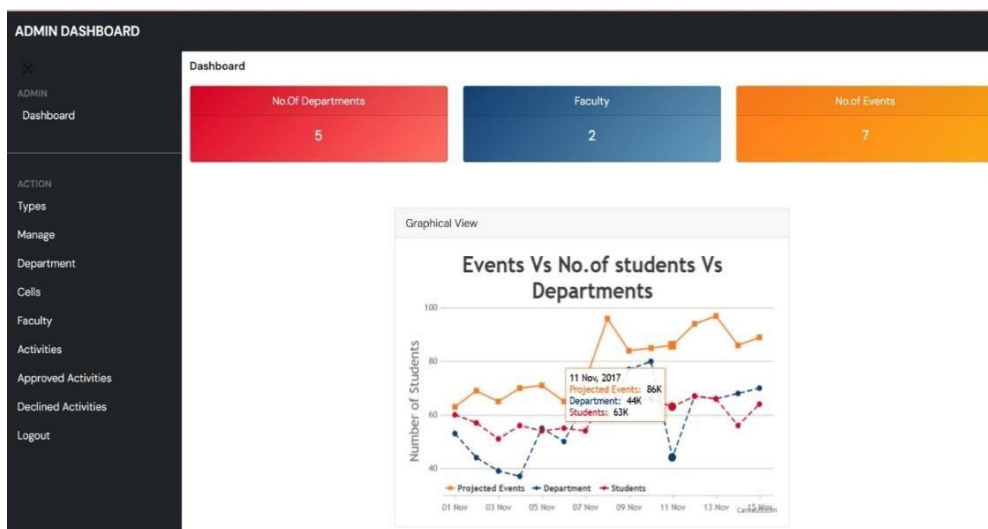 ADMIN DASHBOARD
ADMIN
Dashboard
ACTION
Types
Manage
Department
Cells
Faculty
Activities
Approved Activities
Declined Activities
Logout
Dashboard
No.Of Departments
5
Faculty
2
No.of Events
7
Graphical View
Events Vs No.of students Vs
Departments
Number of Students
100
80
60
40
11 Nov, 2017
Projected Events: 86K
Department: 44K
Students: 63K
Projected Events Department Students
01 Nov 03 Nov 05 Nov 07 Nov 09 Nov 11 Nov 13 Nov 15 Nov